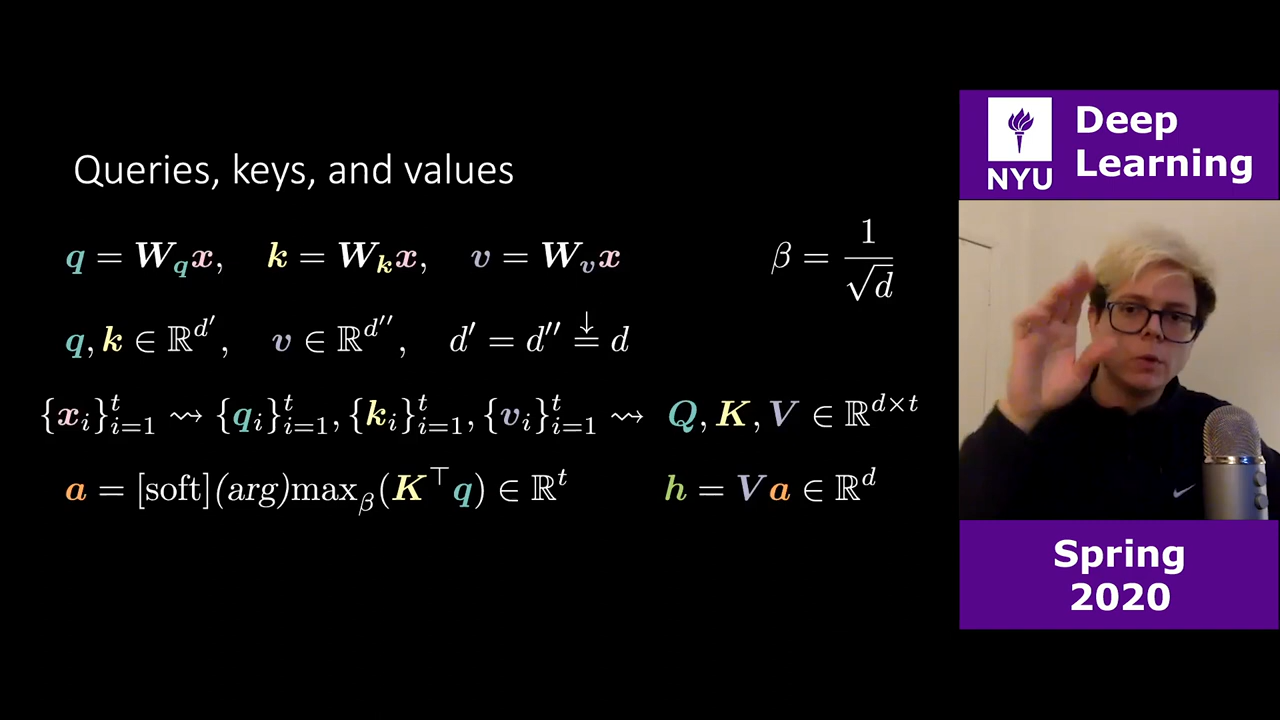 Queries, keys, and values
q = W_q x, k = W_k x, v = W_v x β = 1/√d
q, k ∈ ℝ^{d′}, v ∈ ℝ^{d″}, d′ = d″ ≟ d
{x_i}_{i=1}^t ⇝ {q_i}_{i=1}^t, {k_i}_{i=1}^t, {v_i}_{i=1}^t ⇝ Q, K, V ∈ ℝ^{d×t}
a = [soft](arg)max_β(K^⊤q) ∈ ℝ^t h = Va ∈ ℝ^d
NYU
Deep
Learning
Spring
2020